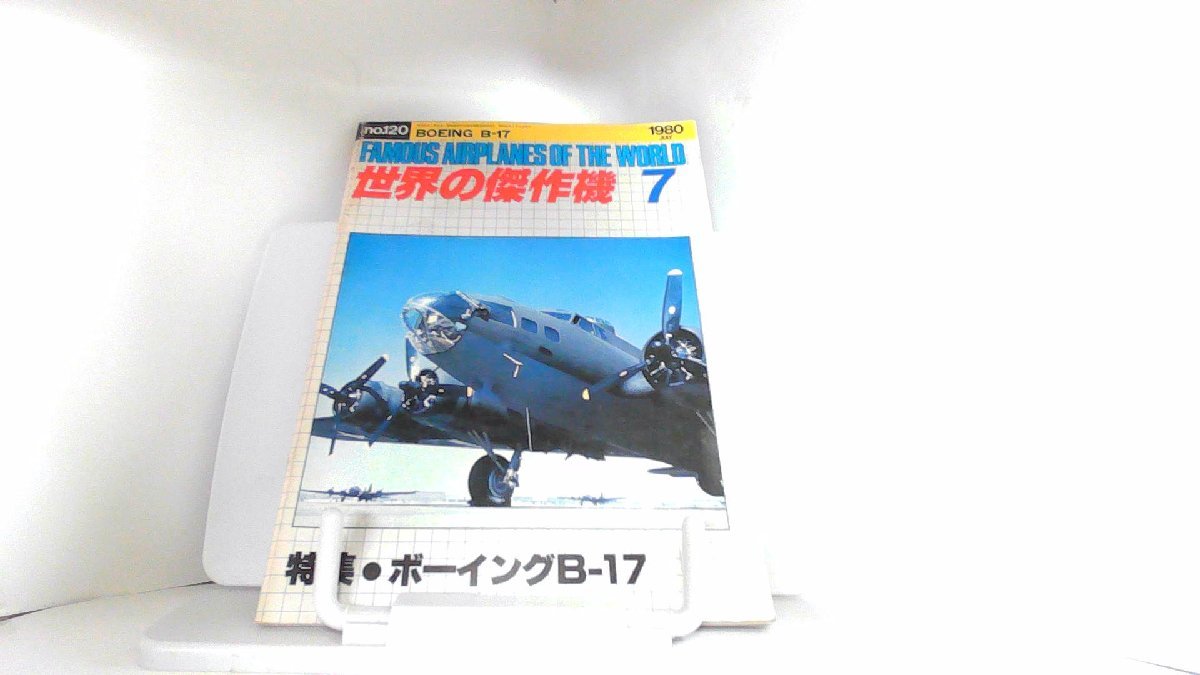 no.120 BOEING B-17 1980
JULY
FAMOUS AIRPLANES OF THE WORLD
世界の傑作機 7
特集●ボーイングB-17